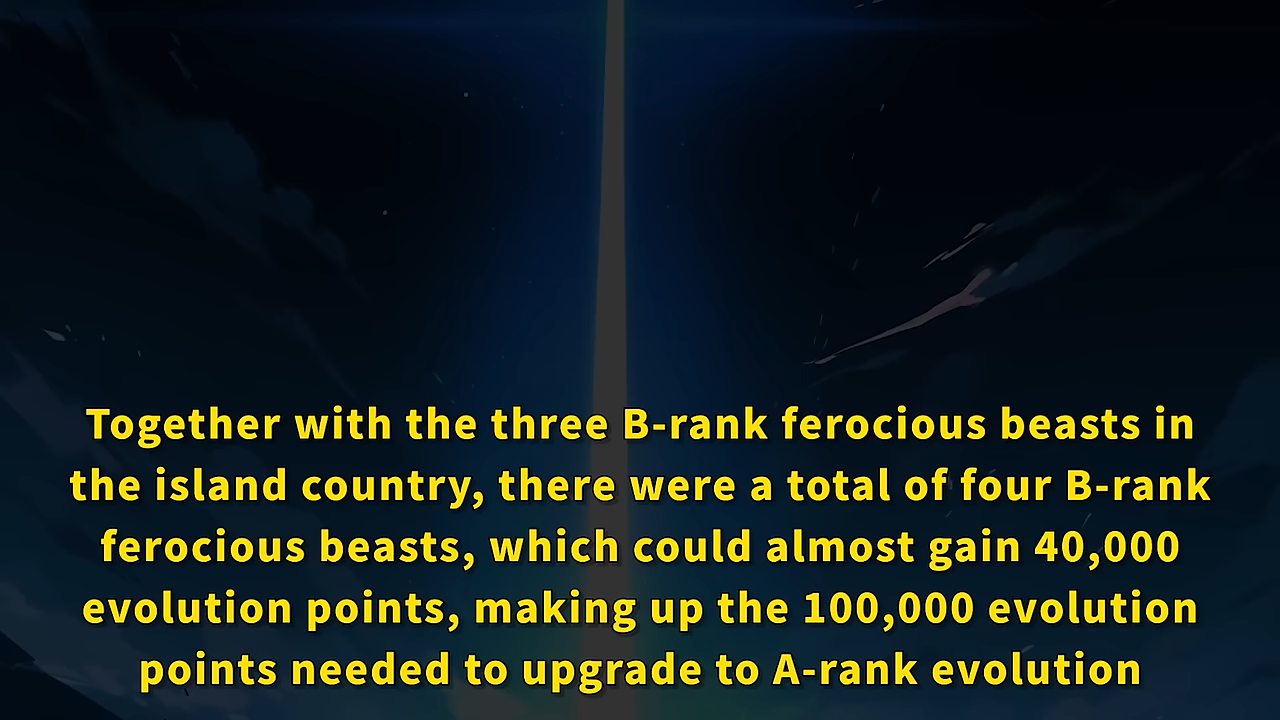 Together with the three B-rank ferocious beasts in
the island country, there were a total of four B-rank
ferocious beasts, which could almost gain 40,000
evolution points, making up the 100,000 evolution
points needed to upgrade to A-rank evolution